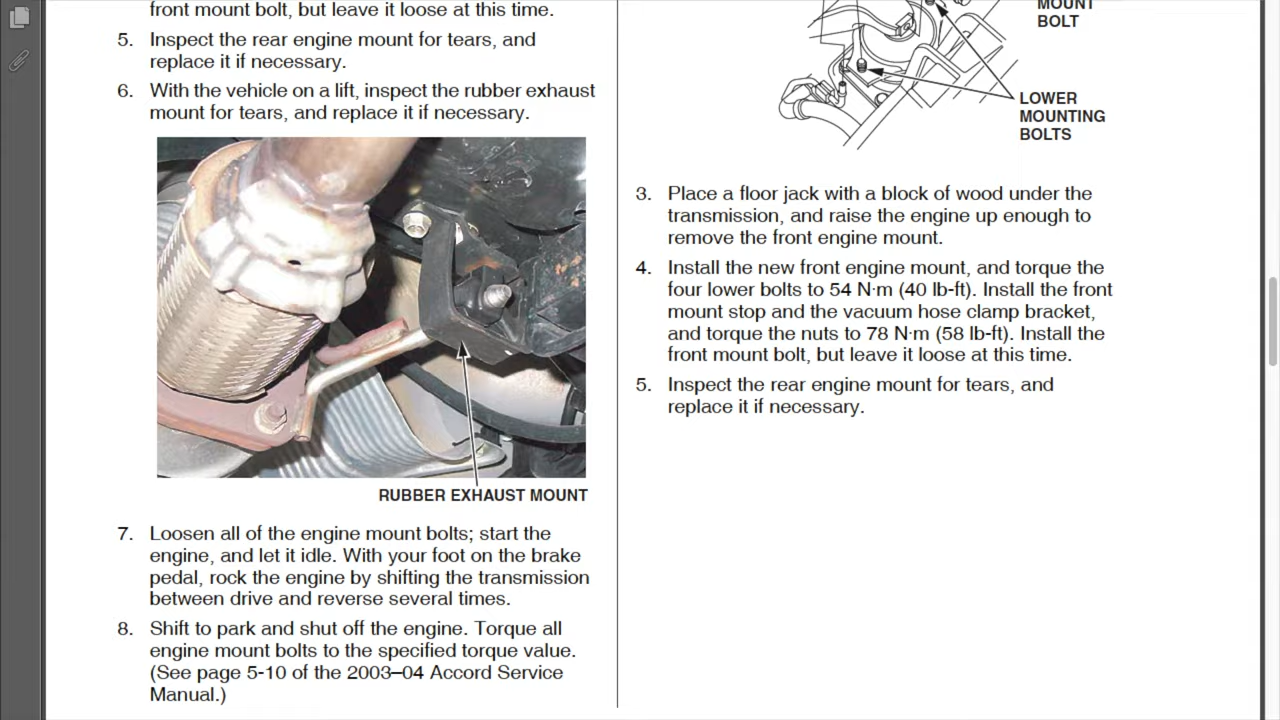 front mount bolt, but leave it loose at this time.
5. Inspect the rear engine mount for tears, and
replace it if necessary.
6. With the vehicle on a lift, inspect the rubber exhaust
mount for tears, and replace it if necessary.
RUBBER EXHAUST MOUNT
7. Loosen all of the engine mount bolts; start the
engine, and let it idle. With your foot on the brake
pedal, rock the engine by shifting the transmission
between drive and reverse several times.
8. Shift to park and shut off the engine. Torque all
engine mount bolts to the specified torque value.
(See page 5-10 of the 2003–04 Accord Service
Manual.)
MOUNT
BOLT
LOWER
MOUNTING
BOLTS
3. Place a floor jack with a block of wood under the
transmission, and raise the engine up enough to
remove the front engine mount.
4. Install the new front engine mount, and torque the
four lower bolts to 54 N·m (40 lb-ft). Install the front
mount stop and the vacuum hose clamp bracket,
and torque the nuts to 78 N·m (58 lb-ft). Install the
front mount bolt, but leave it loose at this time.
5. Inspect the rear engine mount for tears, and
replace it if necessary.